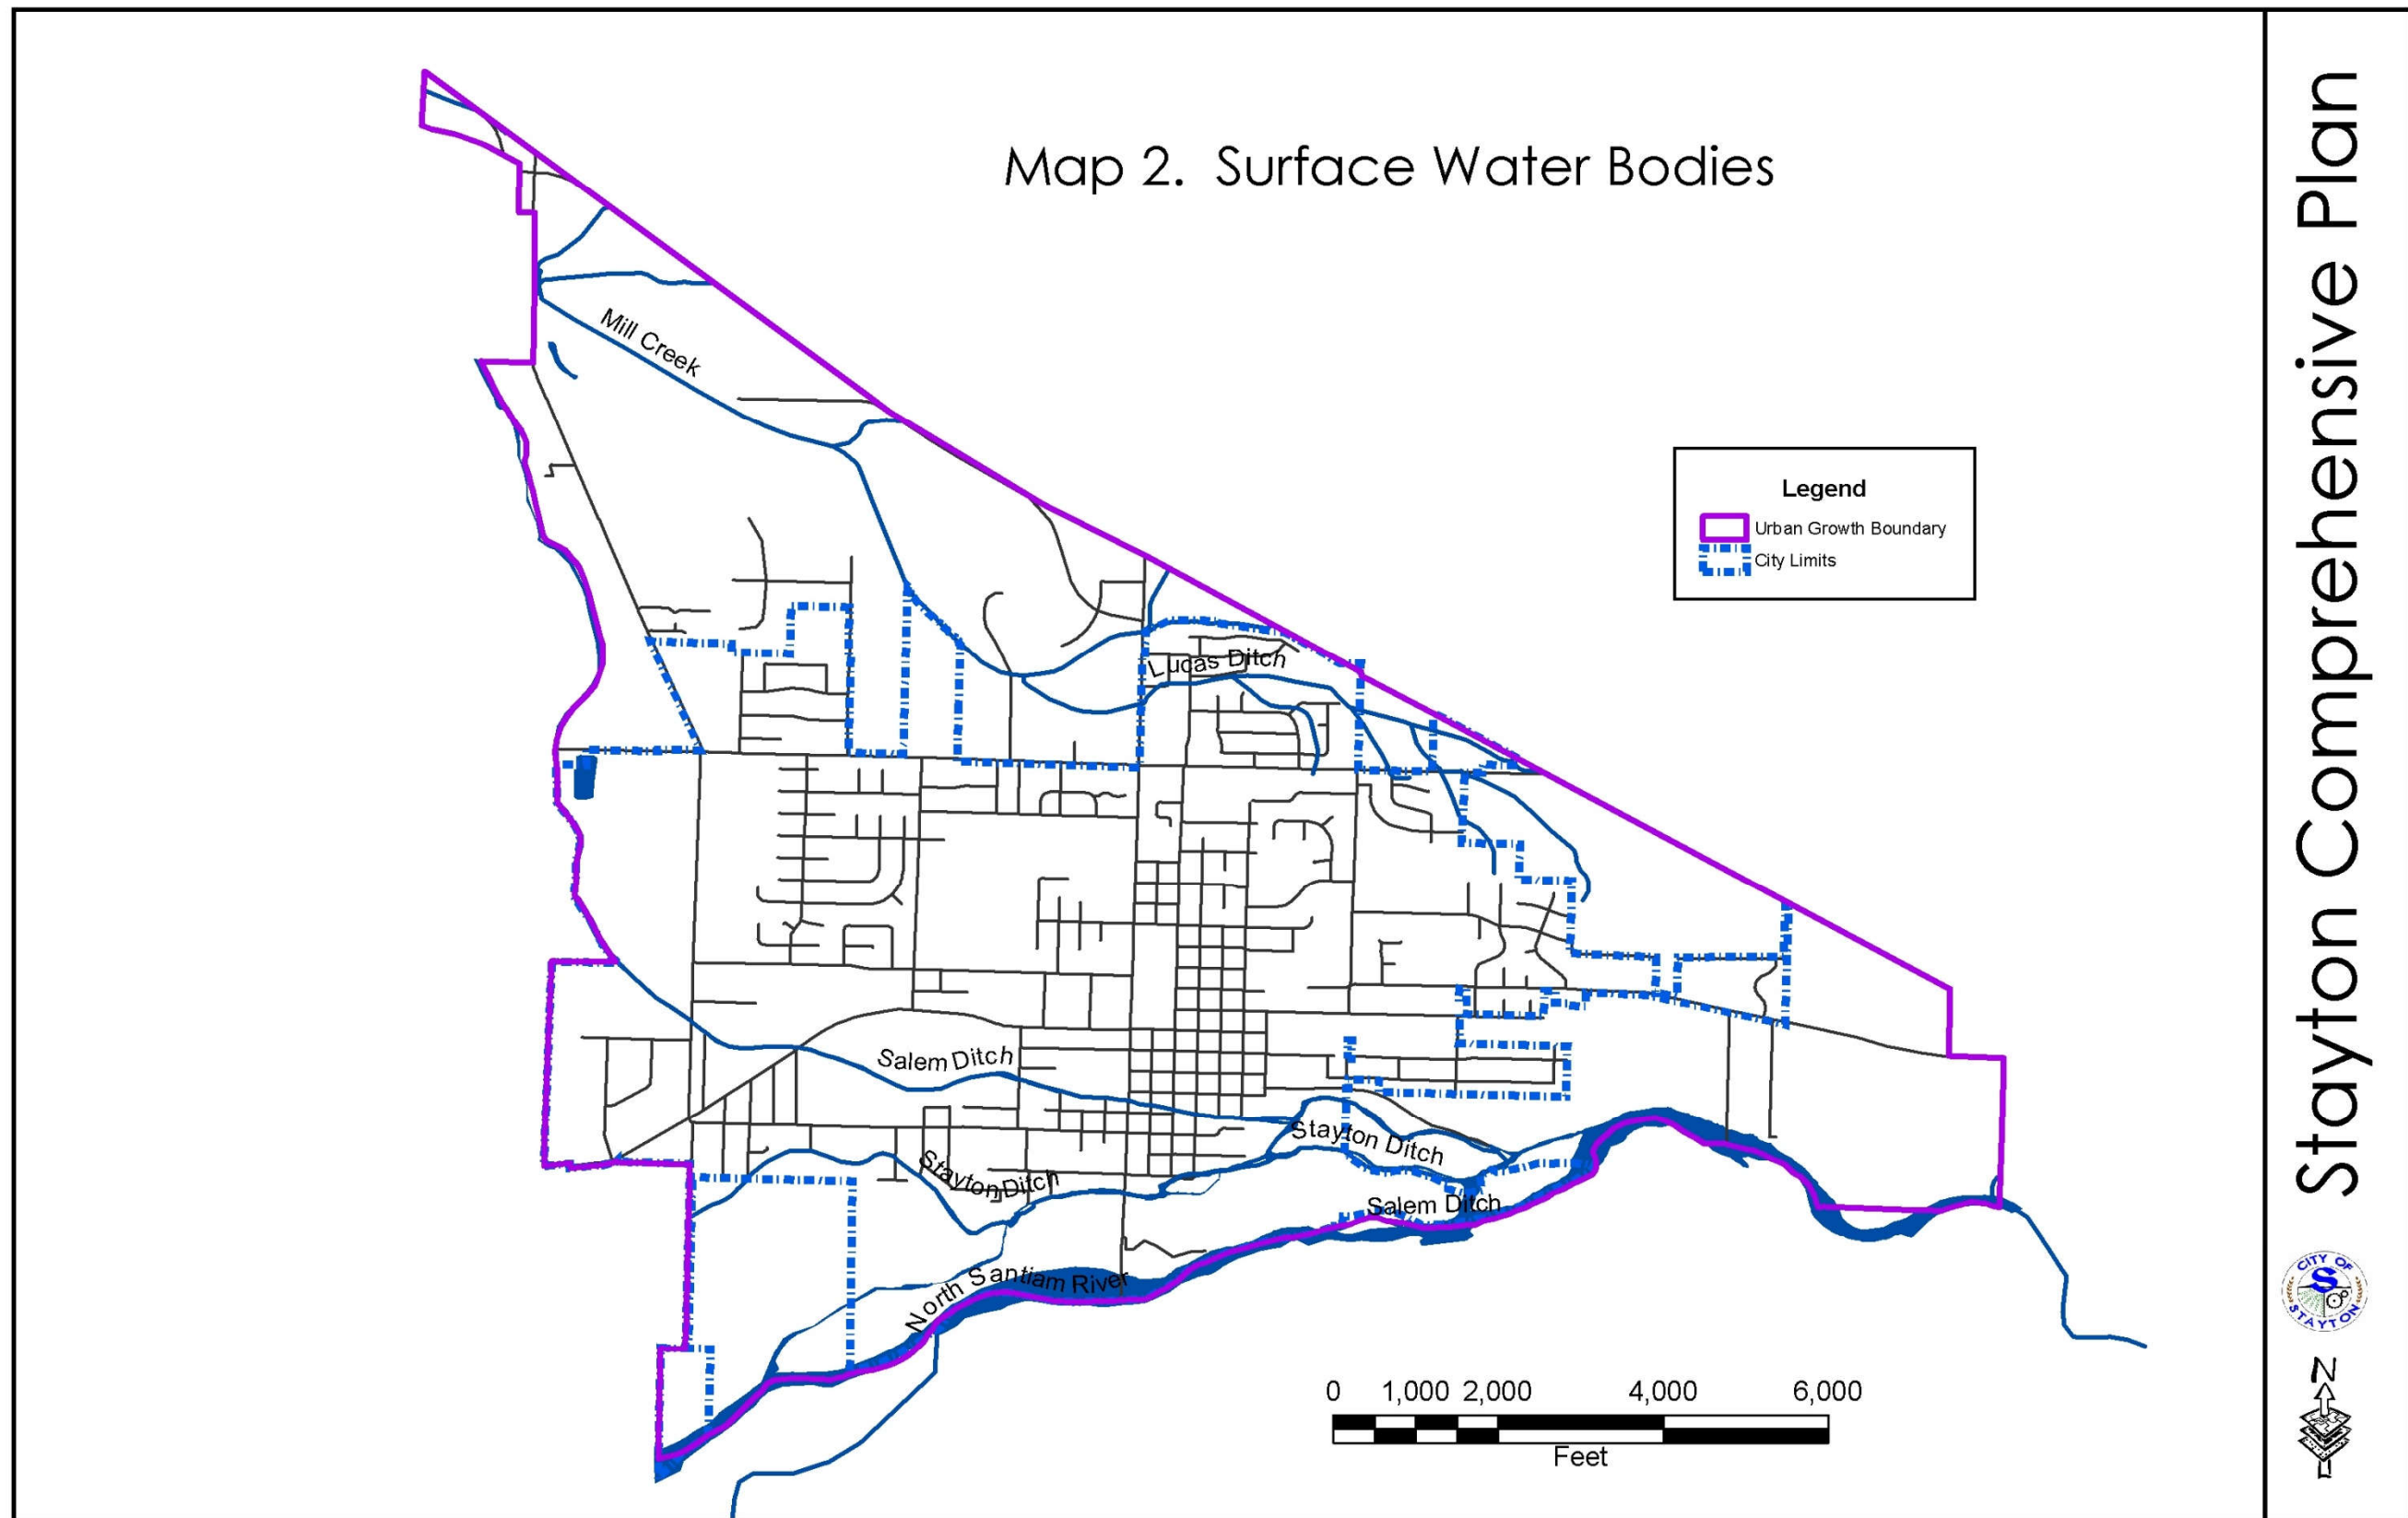 Map 2. Surface Water Bodies
Mill Creek
Legend
Urban Growth Boundary
City Limits
Lucas Ditch
Salem Ditch
Stayton Ditch
Stayton Ditch
Salem Ditch
North Santiam River
0 1,000 2,000 4,000 6,000
Feet
Stayton Comprehensive Plan
CITY OF
S
STAYTON
N